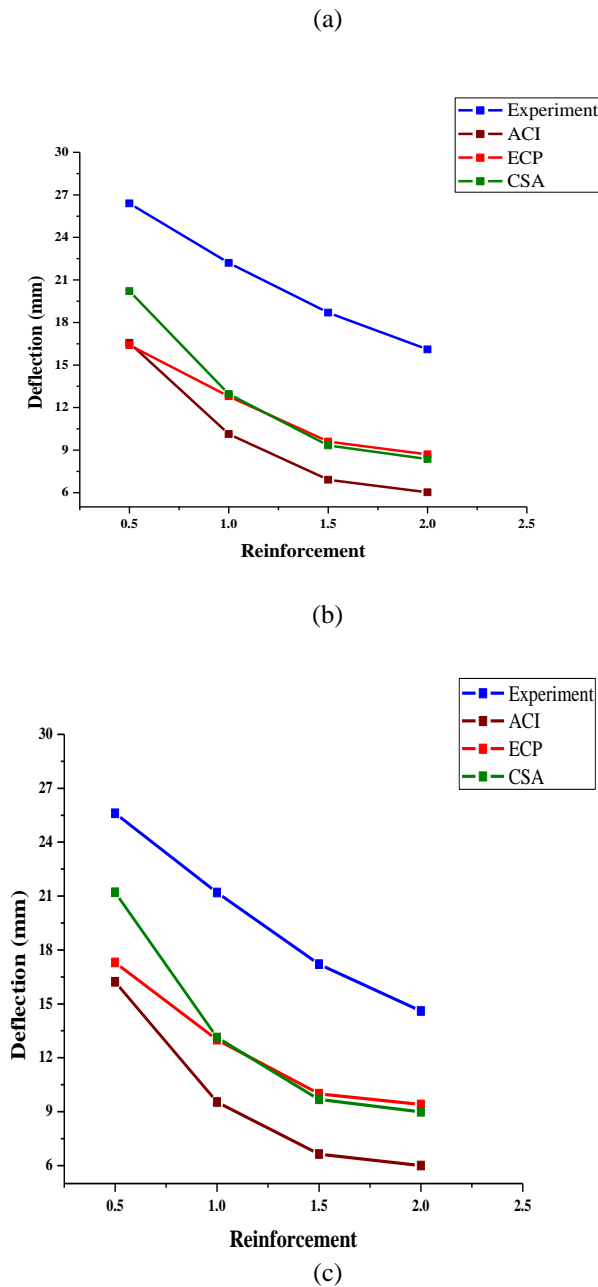 (a)
Experiment
ACI
ECP
CSA
30
27
24
21
18
15
12
9
6
Deflection (mm)
0.5 1.0 1.5 2.0 2.5
Reinforcement
(b)
Experiment
ACI
ECP
CSA
30
27
24
21
18
15
12
9
6
Deflection (mm)
0.5 1.0 1.5 2.0 2.5
Reinforcement
(c)